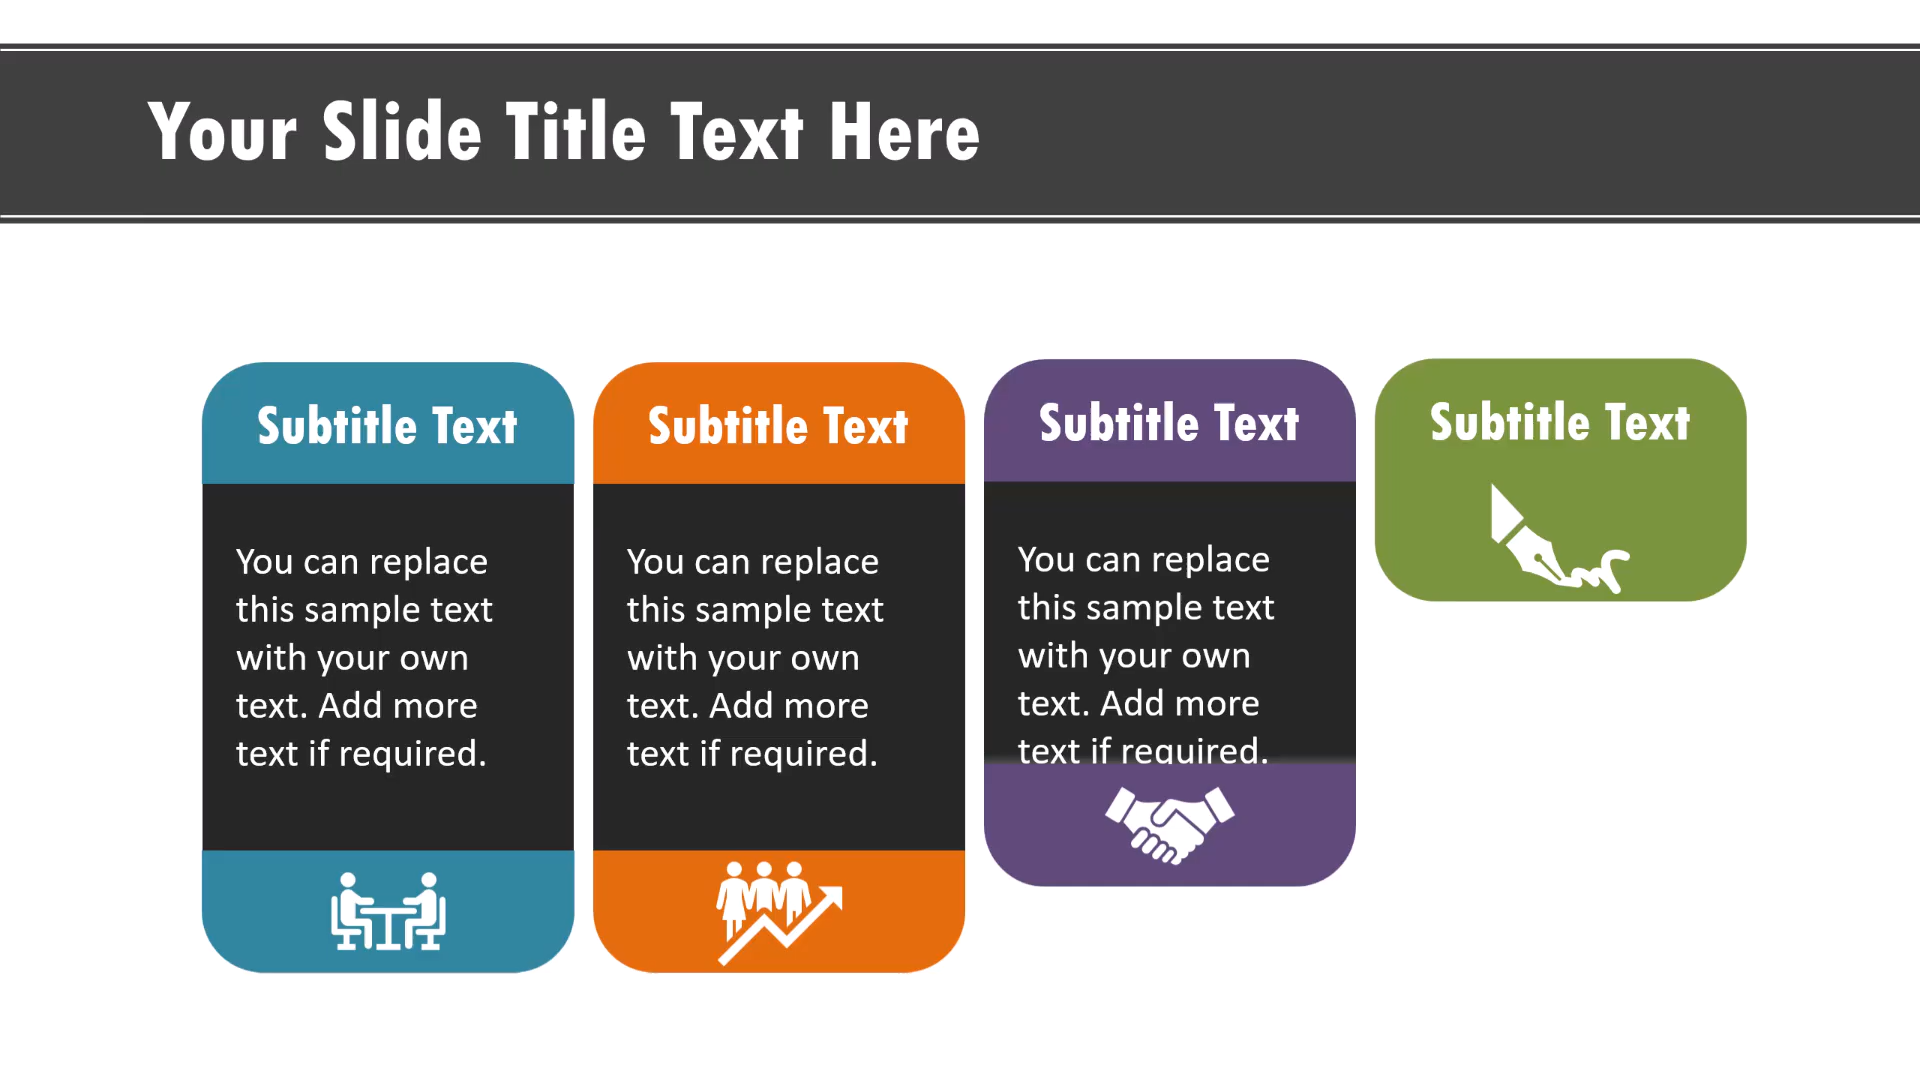 Your Slide Title Text Here
Subtitle Text
You can replace
this sample text
with your own
text. Add more
text if required.
Subtitle Text
You can replace
this sample text
with your own
text. Add more
text if required.
Subtitle Text
You can replace
this sample text
with your own
text. Add more
text if required.
Subtitle Text